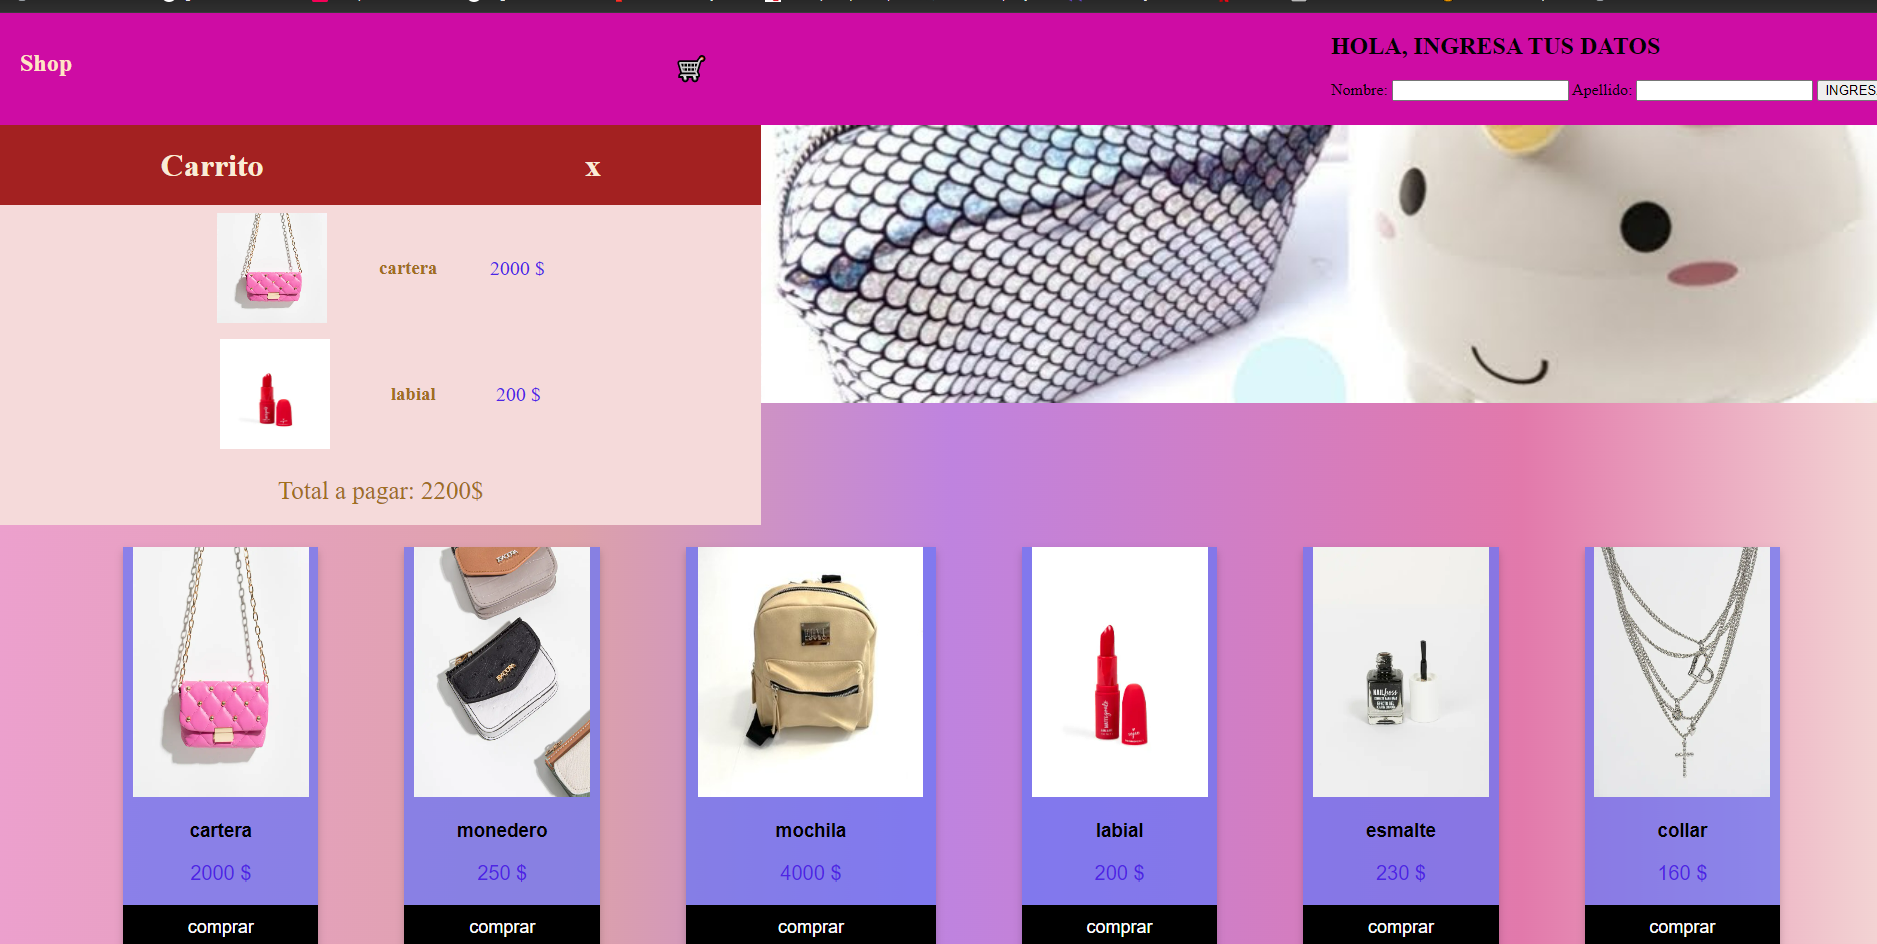 Shop
HOLA, INGRESA TUS DATOS
Nombre: Apellido: INGRES
Carrito x
cartera 2000 $
labial 200 $
Total a pagar: 2200$
cartera
2000 $
comprar
monedero
250 $
comprar
mochila
4000 $
comprar
labial
200 $
comprar
esmalte
230 $
comprar
collar
160 $
comprar